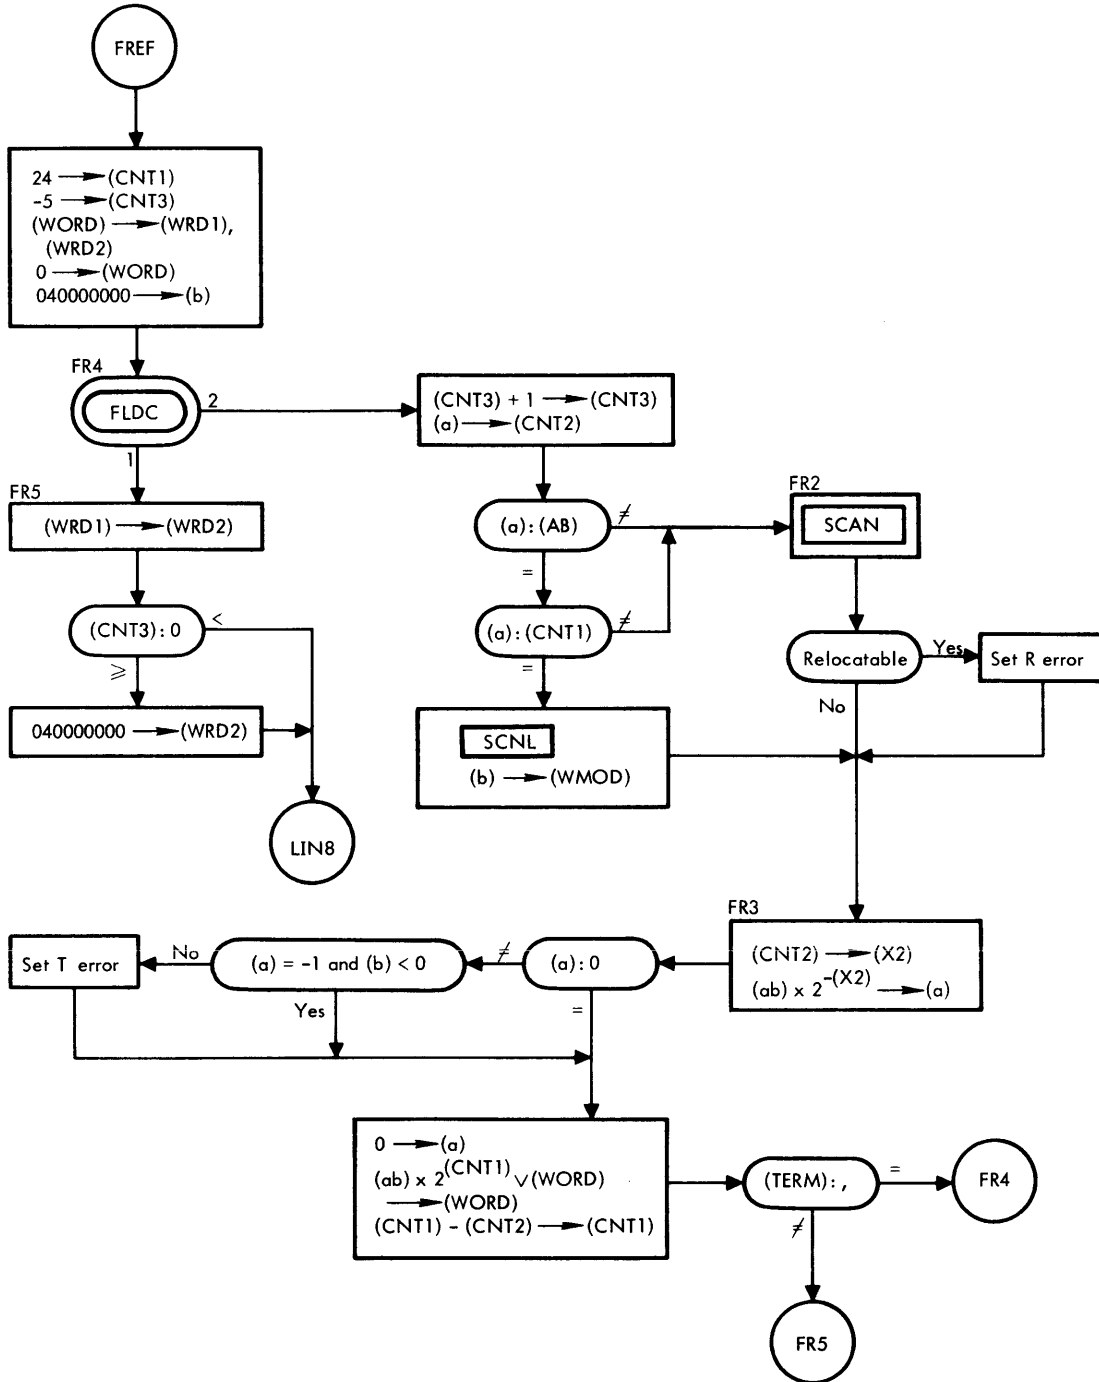 FREF
24 ⟶ (CNT1)
-5 ⟶ (CNT3)
(WORD) ⟶ (WRD1),
(WRD2)
0 ⟶ (WORD)
040000000 ⟶ (b)
FR4
FLDC
2
1
(CNT3) + 1 ⟶ (CNT3)
(a) ⟶ (CNT2)
FR5
(WRD1) ⟶ (WRD2)
(a): (AB)
≠
=
FR2
SCAN
(CNT3): 0
<
≥
(a): (CNT1)
≠
=
Relocatable
Yes
No
Set R error
040000000 ⟶ (WRD2)
SCNL
(b) ⟶ (WMOD)
LIN8
FR3
(CNT2) ⟶ (X2)
(ab) x 2^-(X2) ⟶ (a)
(a): 0
≠
=
(a) = -1 and (b) < 0
No
Yes
Set T error
0 ⟶ (a)
(ab) x 2^(CNT1) ∨ (WORD)
⟶ (WORD)
(CNT1) - (CNT2) ⟶ (CNT1)
(TERM): ,
=
≠
FR4
FR5